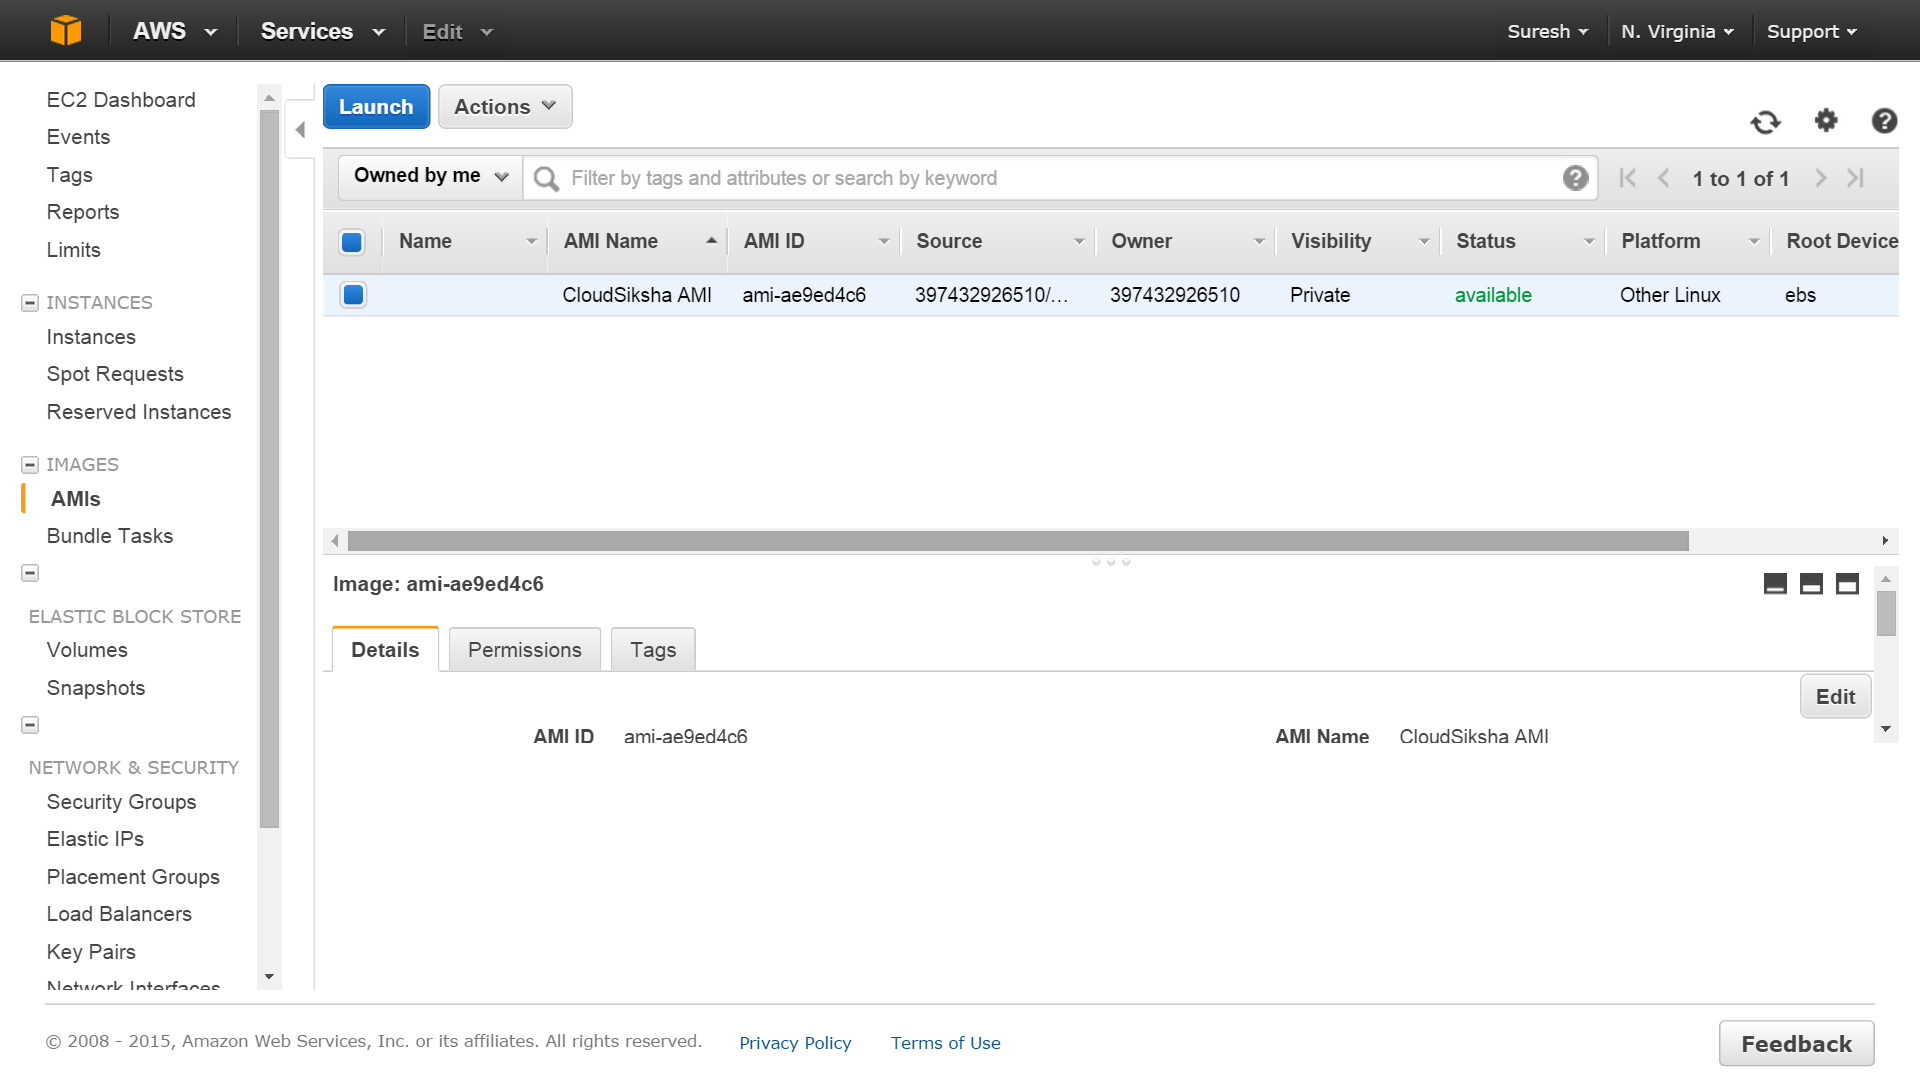 AWS Services Edit Suresh N. Virginia Support
EC2 Dashboard
Events
Tags
Reports
Limits
INSTANCES
Instances
Spot Requests
Reserved Instances
IMAGES
AMIs
Bundle Tasks
ELASTIC BLOCK STORE
Volumes
Snapshots
NETWORK & SECURITY
Security Groups
Elastic IPs
Placement Groups
Load Balancers
Key Pairs
Network Interfaces
Launch Actions
Owned by me Filter by tags and attributes or search by keyword 1 to 1 of 1
Name AMI Name AMI ID Source Owner Visibility Status Platform Root Device
CloudSiksha AMI ami-ae9ed4c6 397432926510/... 397432926510 Private available Other Linux ebs
Image: ami-ae9ed4c6
Details Permissions Tags
Edit
AMI ID ami-ae9ed4c6 AMI Name CloudSiksha AMI
© 2008 - 2015, Amazon Web Services, Inc. or its affiliates. All rights reserved. Privacy Policy Terms of Use Feedback